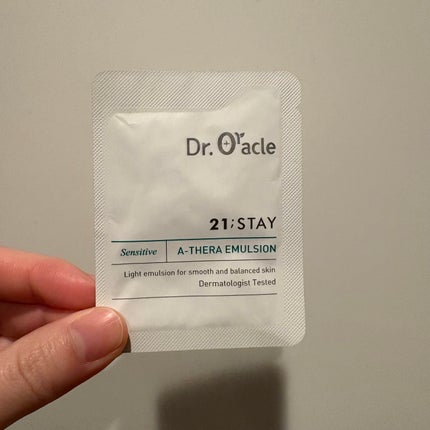 Dr. Oracle
21;STAY
Sensitive A-THERA EMULSION
Light emulsion for smooth and balanced skin
Dermatologist Tested